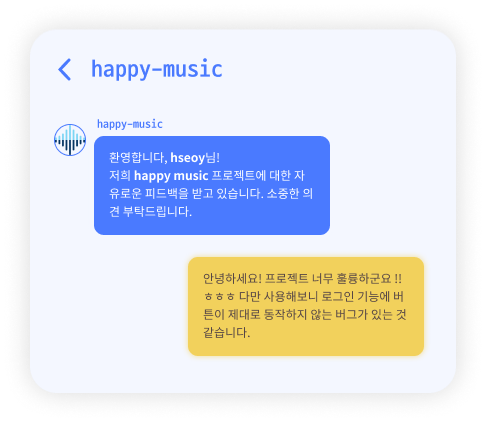 happy-music
happy-music
환영합니다, hseoy님!
저희 happy music 프로젝트에 대한 자
유로운 피드백을 받고 있습니다. 소중한 의
견 부탁드립니다.
안녕하세요! 프로젝트 너무 훌륭하군요 !!
ㅎㅎㅎ 다만 사용해보니 로그인 기능에 버
튼이 제대로 동작하지 않는 버그가 있는 것
같습니다.